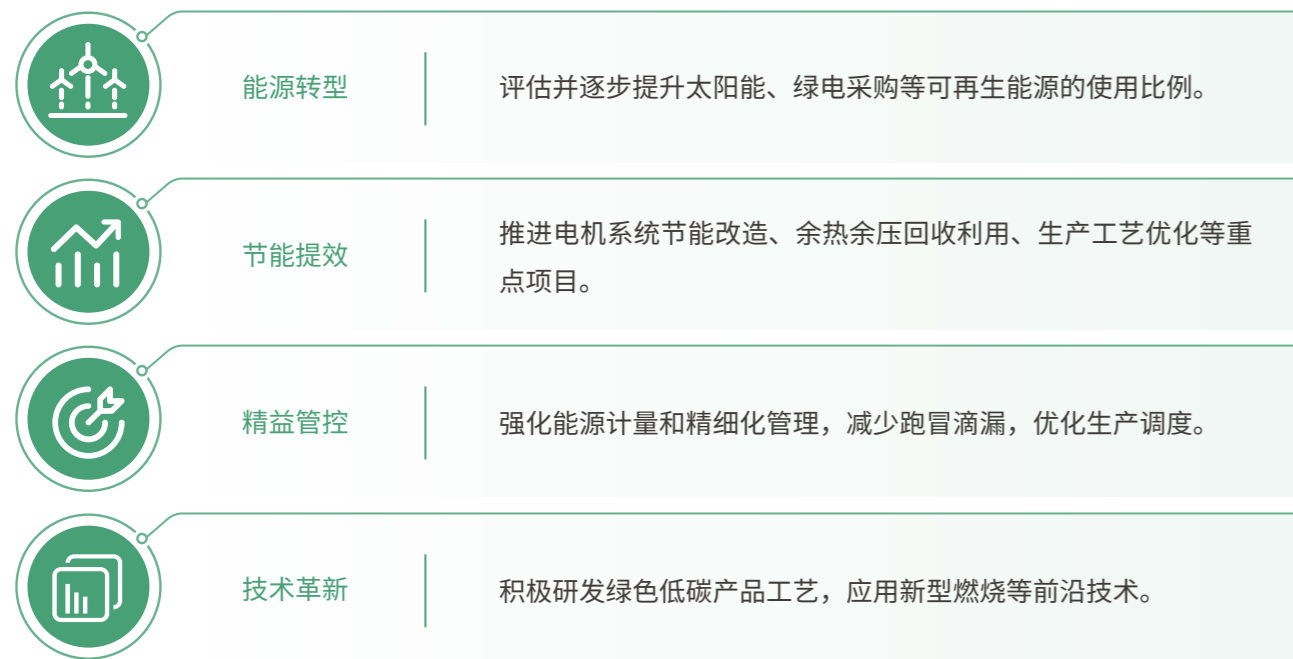 能源转型
评估并逐步提升太阳能、绿电采购等可再生能源的使用比例。
节能提效
推进电机系统节能改造、余热余压回收利用、生产工艺优化等重
点项目。
精益管控
强化能源计量和精细化管理，减少跑冒滴漏，优化生产调度。
技术革新
积极研发绿色低碳产品工艺，应用新型燃烧等前沿技术。